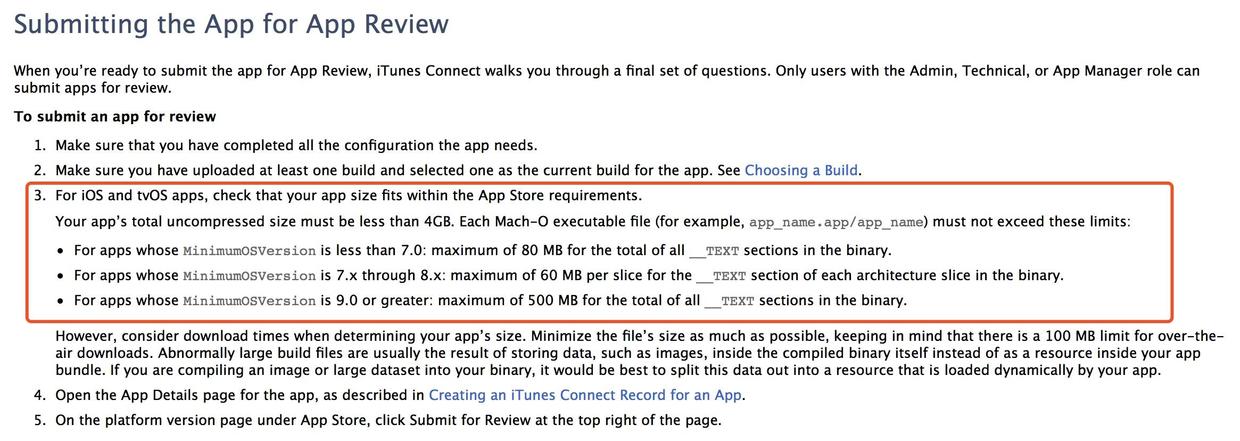 Submitting the App for App Review
When you’re ready to submit the app for App Review, iTunes Connect walks you through a final set of questions. Only users with the Admin, Technical, or App Manager role can
submit apps for review.
To submit an app for review
1. Make sure that you have completed all the configuration the app needs.
2. Make sure you have uploaded at least one build and selected one as the current build for the app. See Choosing a Build.
3. For iOS and tvOS apps, check that your app size fits within the App Store requirements.
Your app’s total uncompressed size must be less than 4GB. Each Mach-O executable file (for example, app_name.app/app_name) must not exceed these limits:
• For apps whose MinimumOSVersion is less than 7.0: maximum of 80 MB for the total of all __TEXT sections in the binary.
• For apps whose MinimumOSVersion is 7.x through 8.x: maximum of 60 MB per slice for the __TEXT section of each architecture slice in the binary.
• For apps whose MinimumOSVersion is 9.0 or greater: maximum of 500 MB for the total of all __TEXT sections in the binary.
However, consider download times when determining your app’s size. Minimize the file’s size as much as possible, keeping in mind that there is a 100 MB limit for over-the-
air downloads. Abnormally large build files are usually the result of storing data, such as images, inside the compiled binary itself instead of as a resource inside your app
bundle. If you are compiling an image or large dataset into your binary, it would be best to split this data out into a resource that is loaded dynamically by your app.
4. Open the App Details page for the app, as described in Creating an iTunes Connect Record for an App.
5. On the platform version page under App Store, click Submit for Review at the top right of the page.